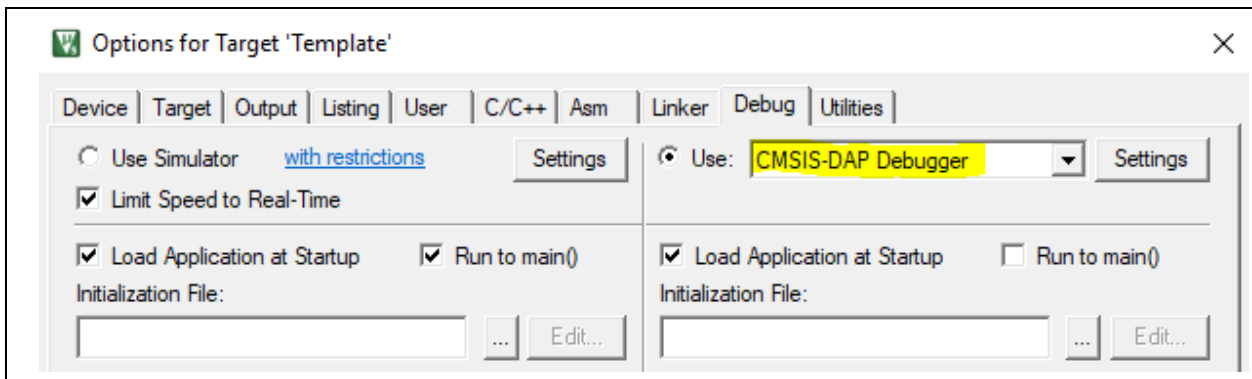 Options for Target 'Template'
Device Target Output Listing User C/C++ Asm Linker Debug Utilities
Use Simulator with restrictions Settings Use: CMSIS-DAP Debugger Settings
Limit Speed to Real-Time
Load Application at Startup Run to main() Load Application at Startup Run to main()
Initialization File: Initialization File:
... Edit... ... Edit...